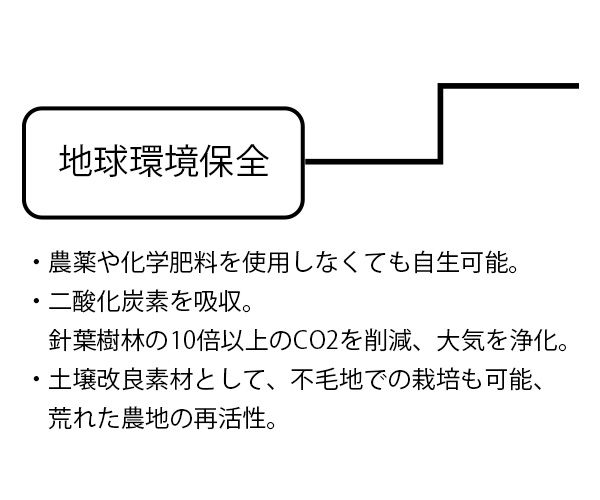 地球環境保全
・農薬や化学肥料を使用しなくても自生可能。
・二酸化炭素を吸収。
針葉樹林の10倍以上のCO2を削減、大気を浄化。
・土壌改良素材として、不毛地での栽培も可能、
荒れた農地の再活性。